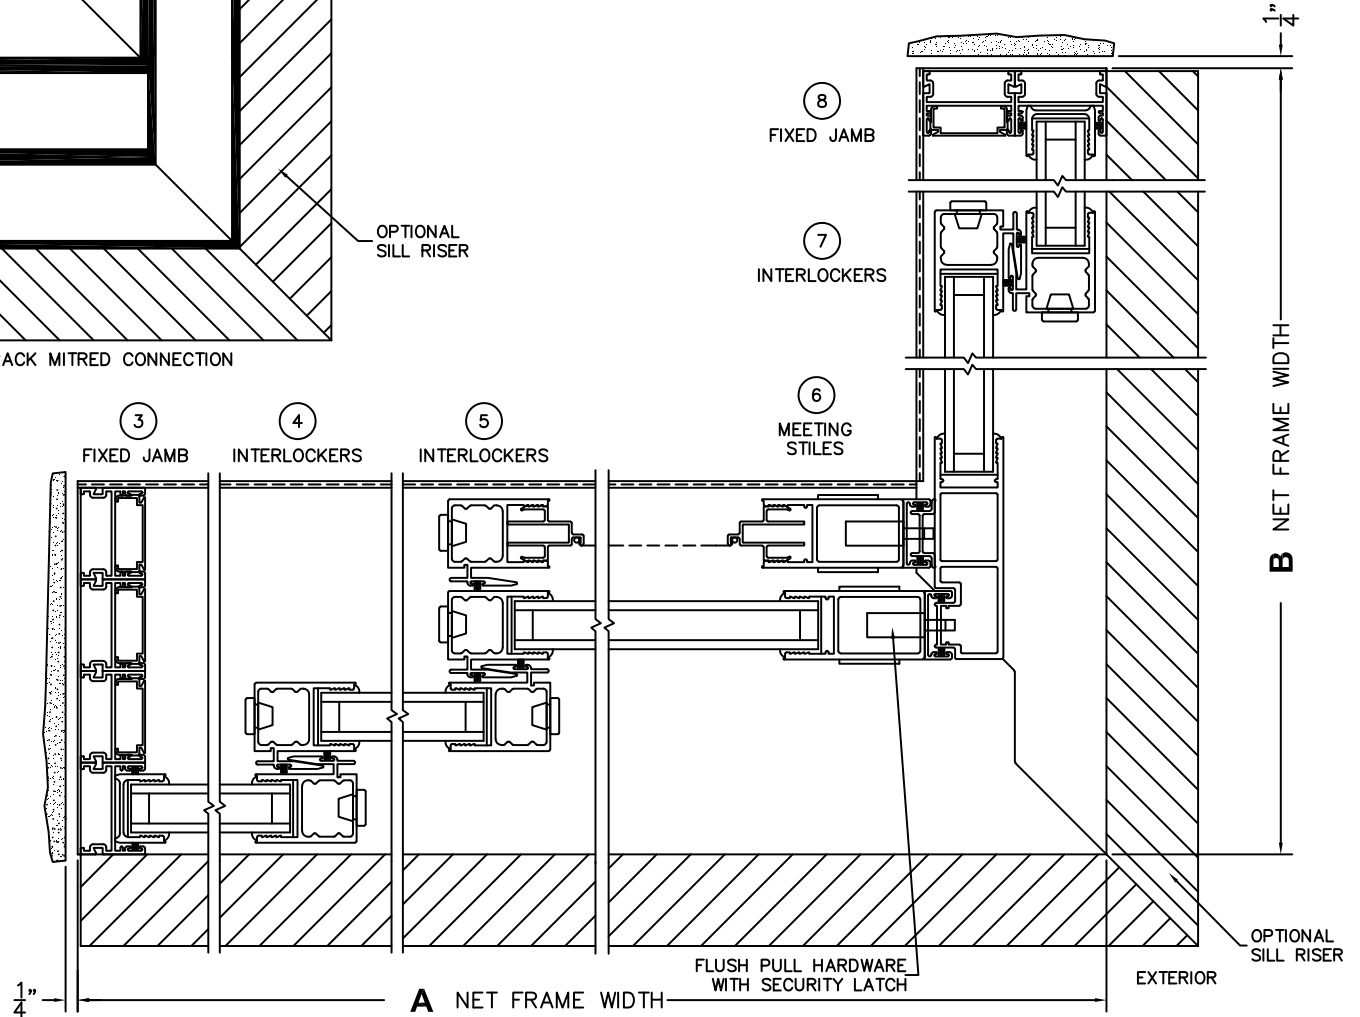 1"
4
8
FIXED JAMB
OPTIONAL
SILL RISER
7
INTERLOCKERS
ACK MITRED CONNECTION
6
MEETING
STILES
3
FIXED JAMB
4
INTERLOCKERS
5
INTERLOCKERS
B NET FRAME WIDTH
OPTIONAL
SILL RISER
FLUSH PULL HARDWARE
WITH SECURITY LATCH
EXTERIOR
1"
4
A NET FRAME WIDTH